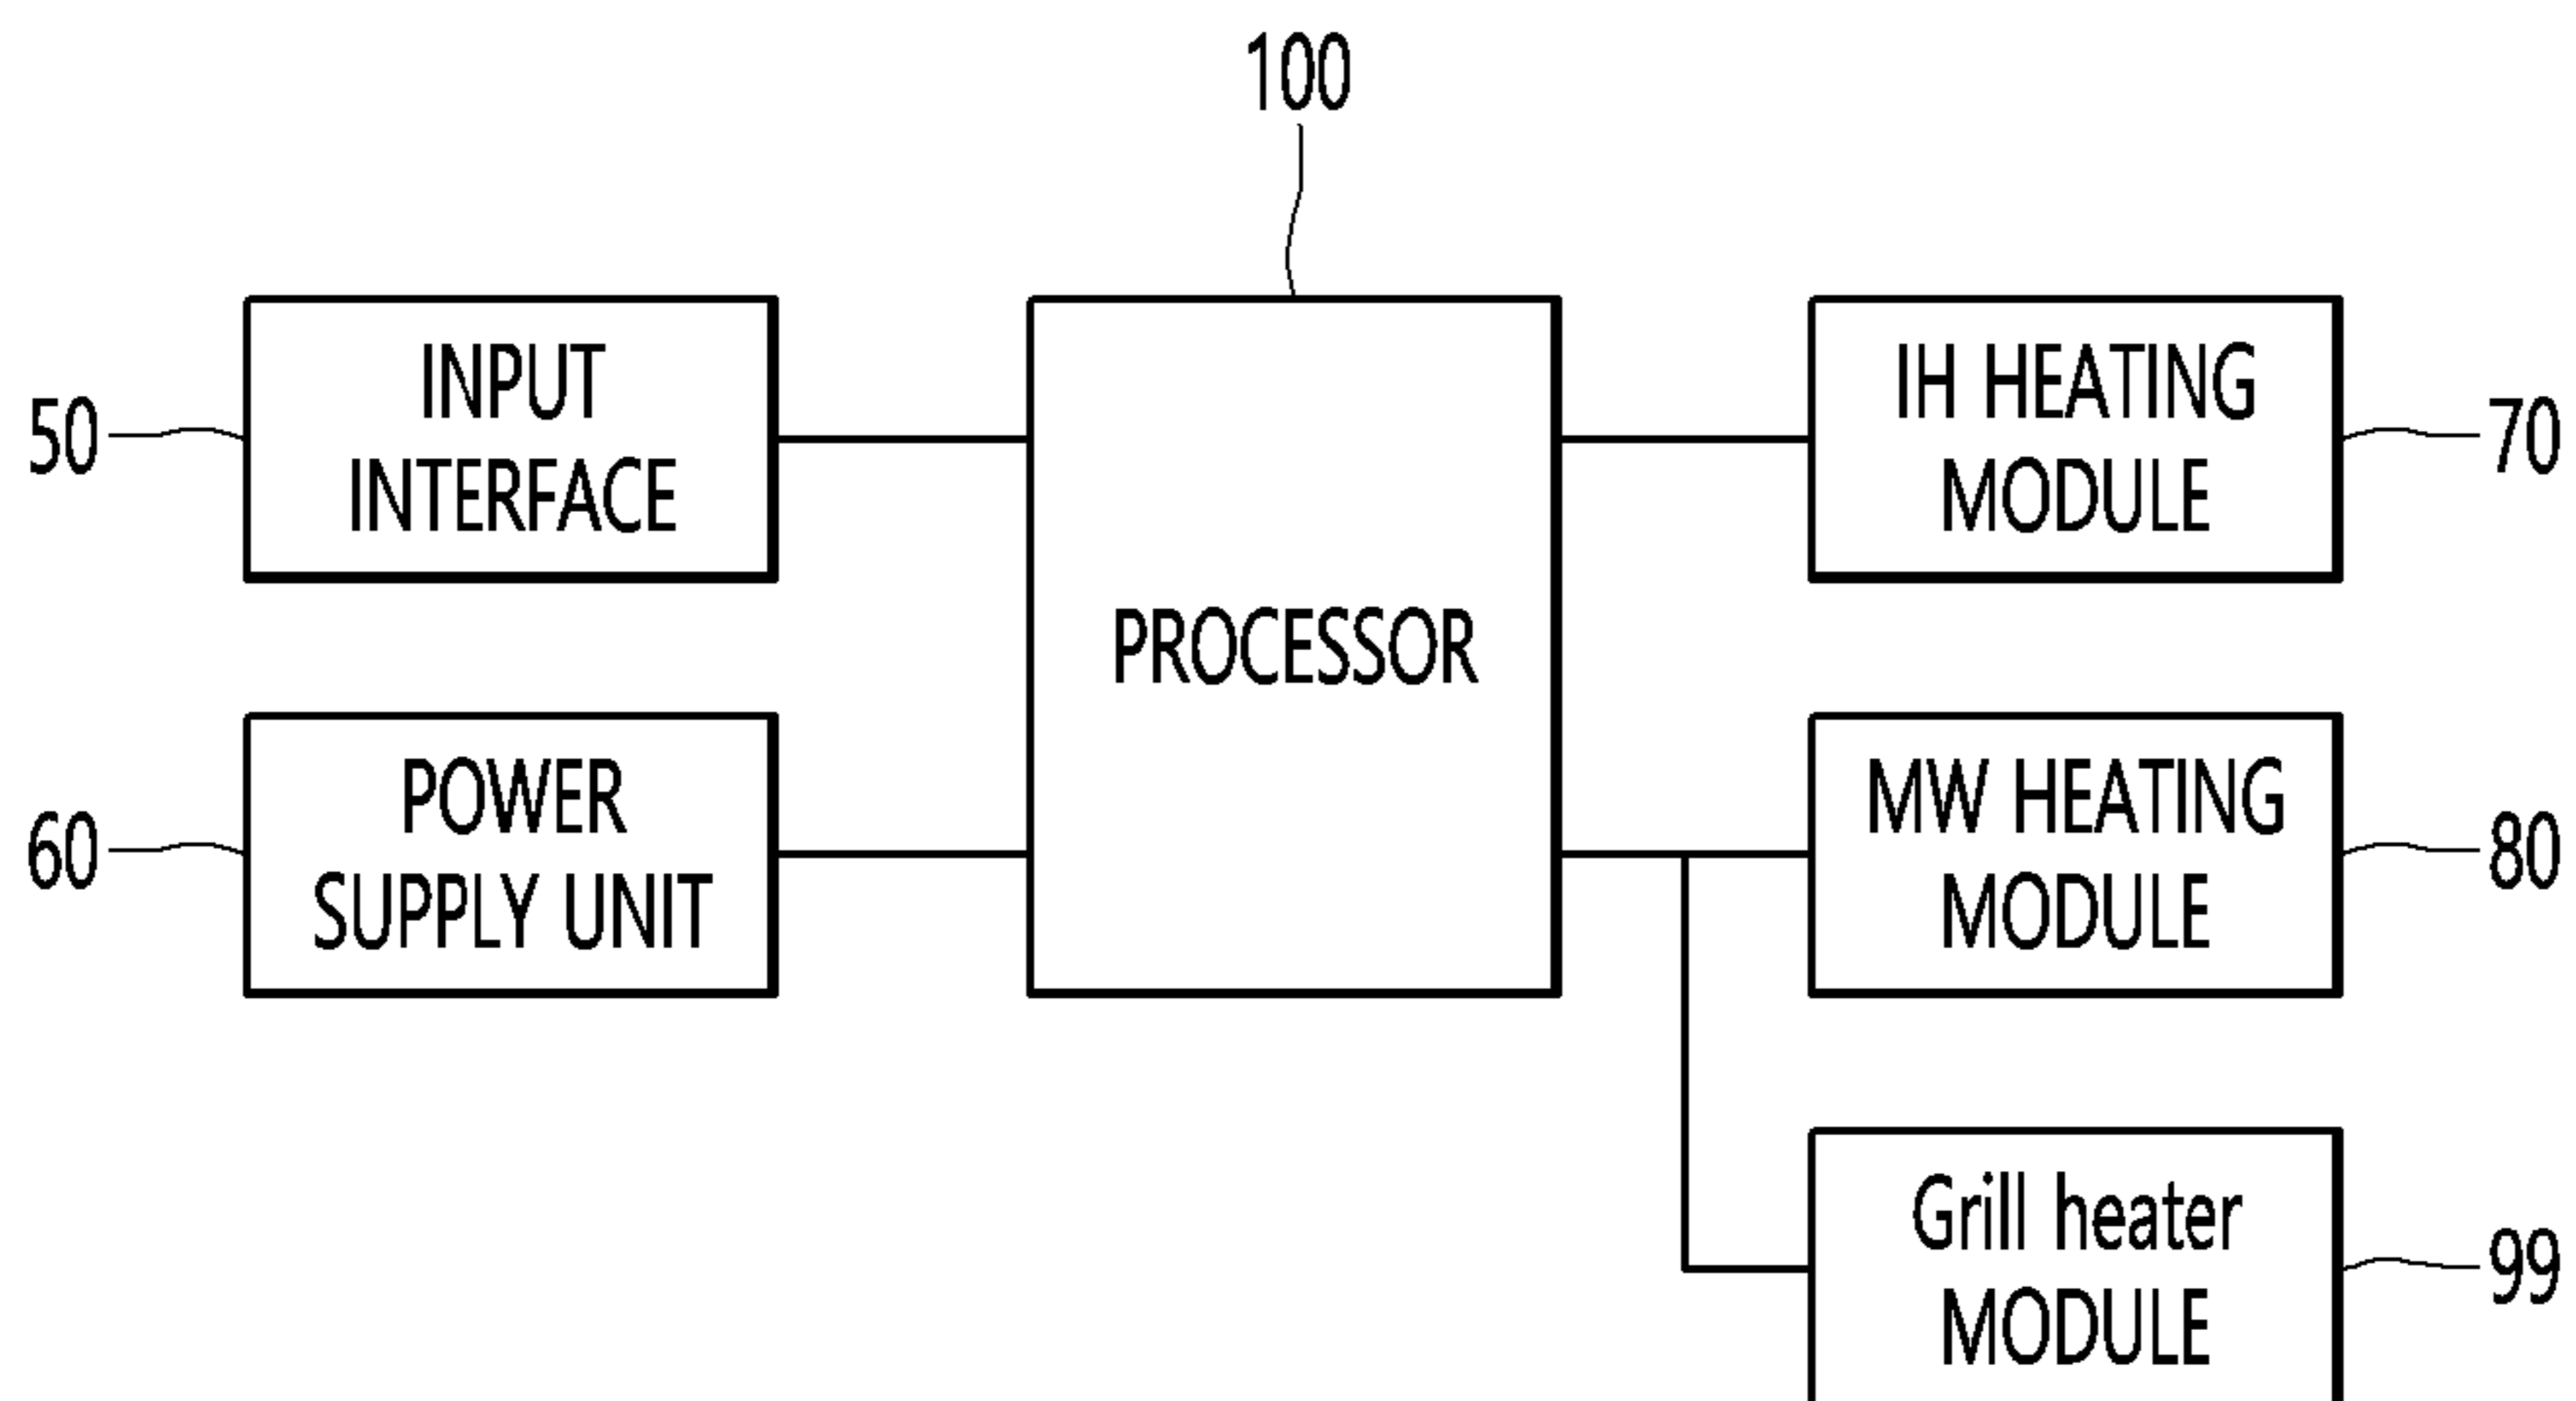 100
50
INPUT
INTERFACE
PROCESSOR
IH HEATING
MODULE
70
60
POWER
SUPPLY UNIT
MW HEATING
MODULE
80
Grill heater
MODULE
99